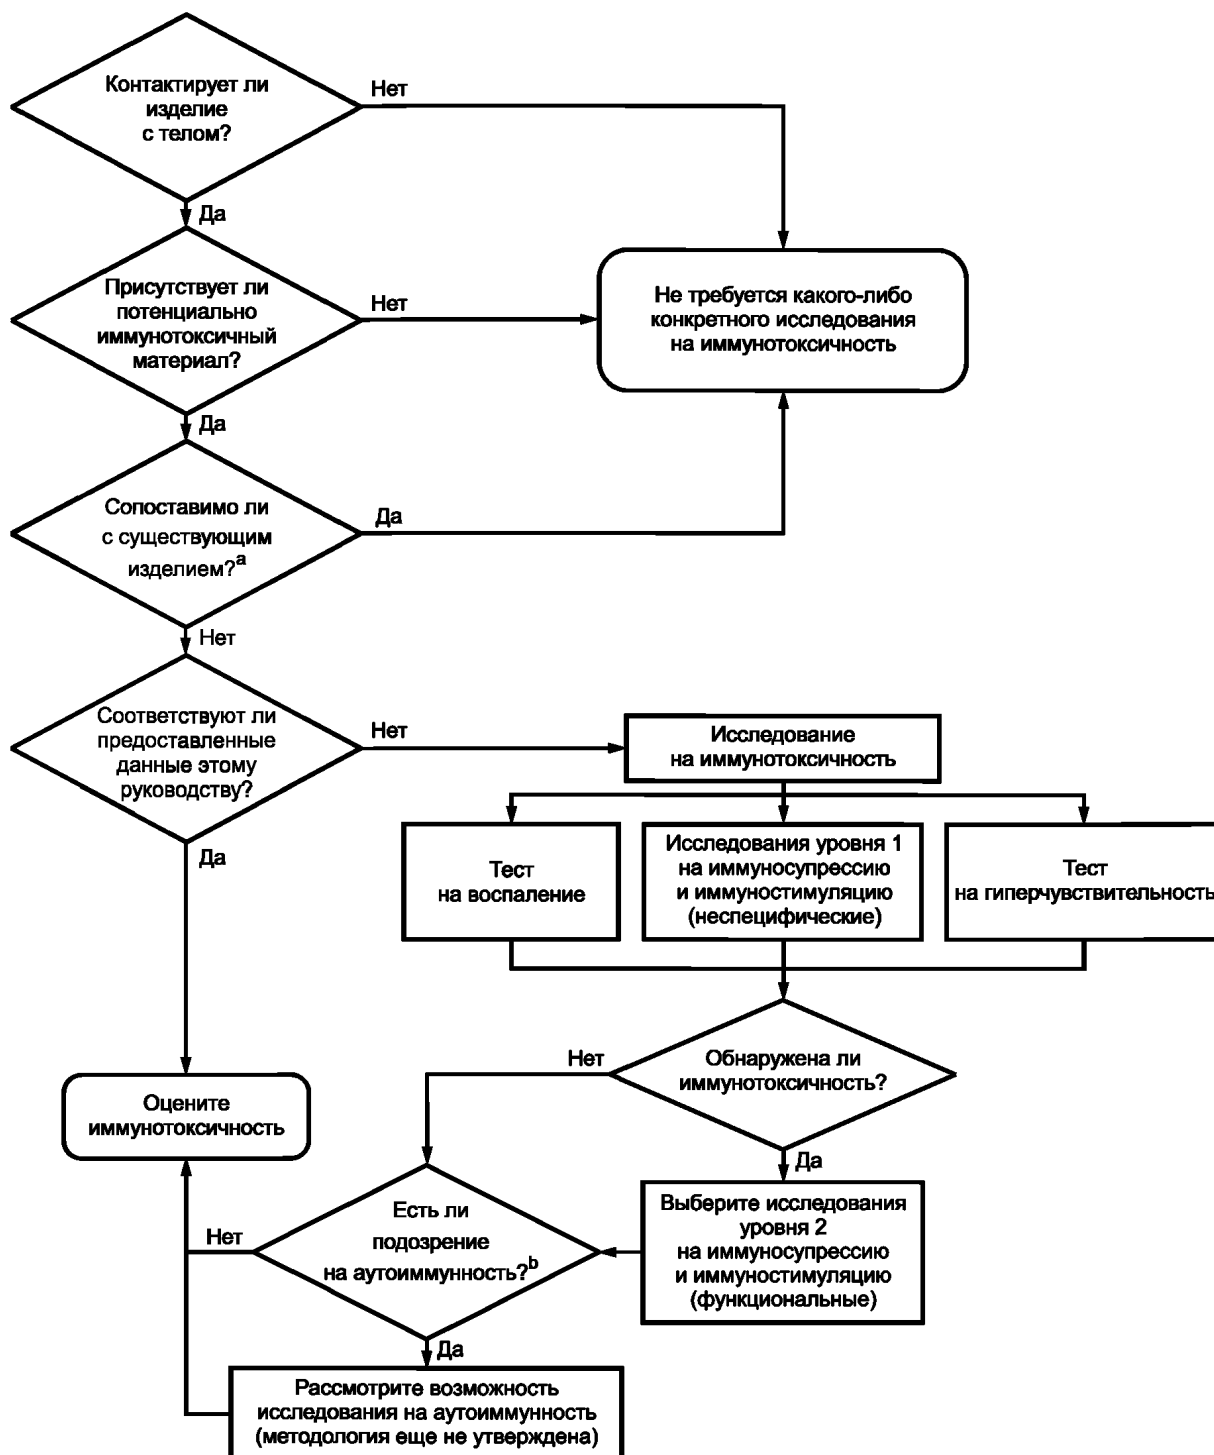 Контактирует ли
изделие
с телом?
Нет
Да
Присутствует ли
потенциально
иммунотоксичный
материал?
Нет
Не требуется какого-либо
конкретного исследования
на иммунотоксичность
Да
Сопоставимо ли
с существующим
изделием?a
Да
Нет
Соответствуют ли
предоставленные
данные этому
руководству?
Нет
Исследование
на иммунотоксичность
Да
Тест
на воспаление
Исследования уровня 1
на иммуносупрессию
и иммуностимуляцию
(неспецифические)
Тест
на гиперчувствительность
Обнаружена ли
иммунотоксичность?
Нет
Да
Оцените
иммунотоксичность
Выберите исследования
уровня 2
на иммуносупрессию
и иммуностимуляцию
(функциональные)
Есть ли
подозрение
на аутоиммунность?b
Нет
Да
Рассмотрите возможность
исследования на аутоиммунность
(методология еще не утверждена)